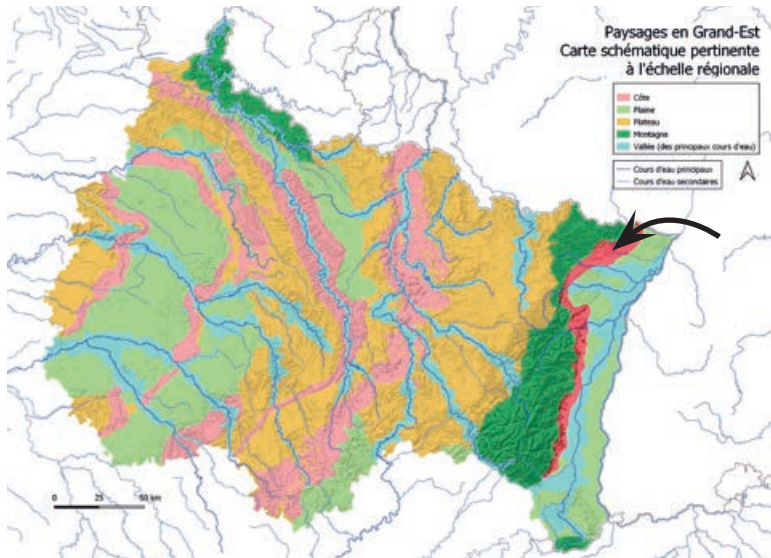 Paysages en Grand-Est
Carte schématique pertinente
à l'échelle régionale
Côte
Plaine
Plateau
Montagne
Vallée (des principaux cours d'eau)
Cours d'eau principaux
Cours d'eau secondaires
0 25 50 km